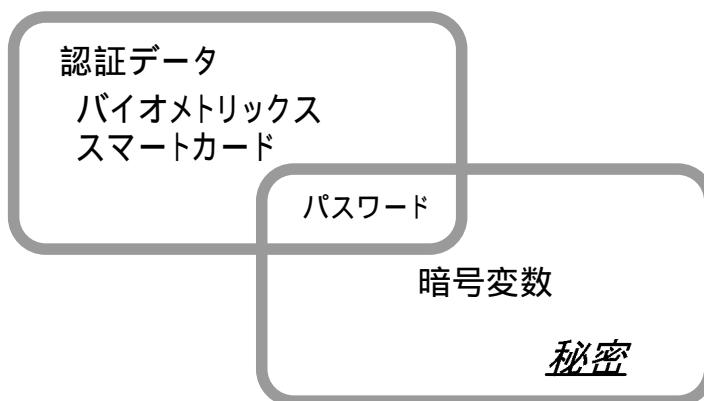 認証データ
バイオメトリックス
スマートカード
パスワード
暗号変数
秘密